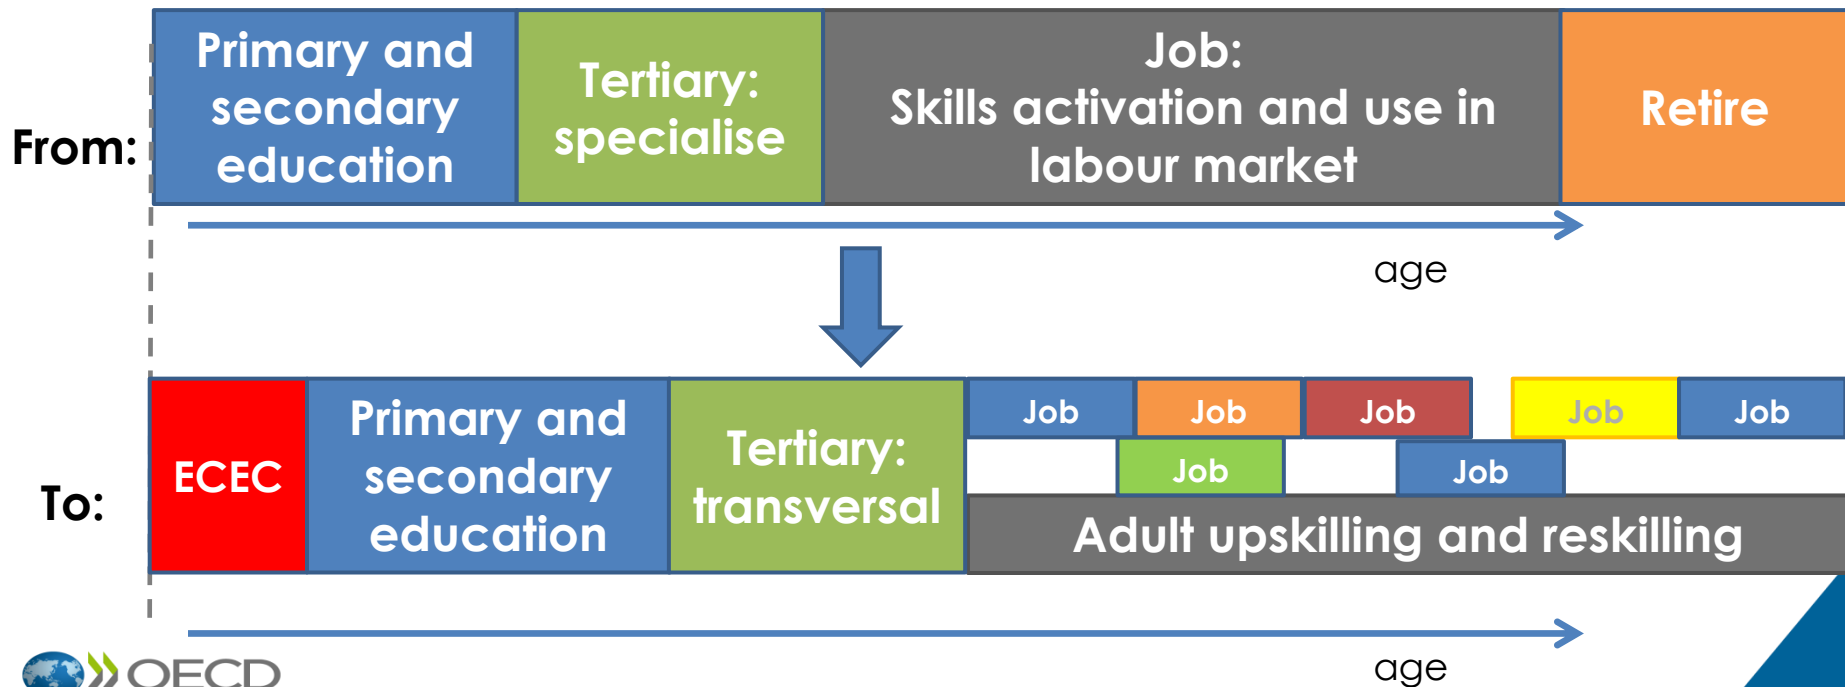 From:
Primary and
secondary
education
Tertiary:
specialise
Job:
Skills activation and use in
labour market
Retire
age
To:
ECEC
Primary and
secondary
education
Tertiary:
transversal
Job
Job
Job
Job
Job
Job
Job
Adult upskilling and reskilling
age
OECD